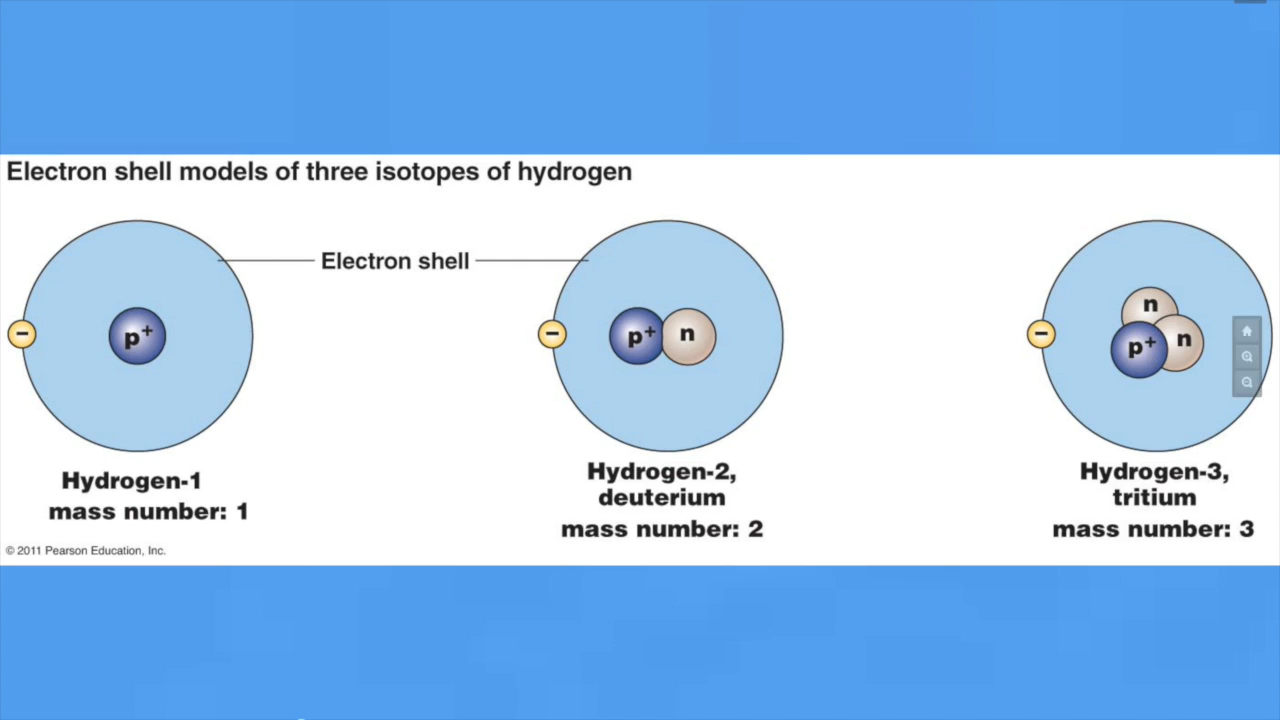 Electron shell models of three isotopes of hydrogen
Electron shell
−
p+
−
p+ n
−
n
p+ n
Hydrogen-1
mass number: 1
Hydrogen-2,
deuterium
mass number: 2
Hydrogen-3,
tritium
mass number: 3
© 2011 Pearson Education, Inc.